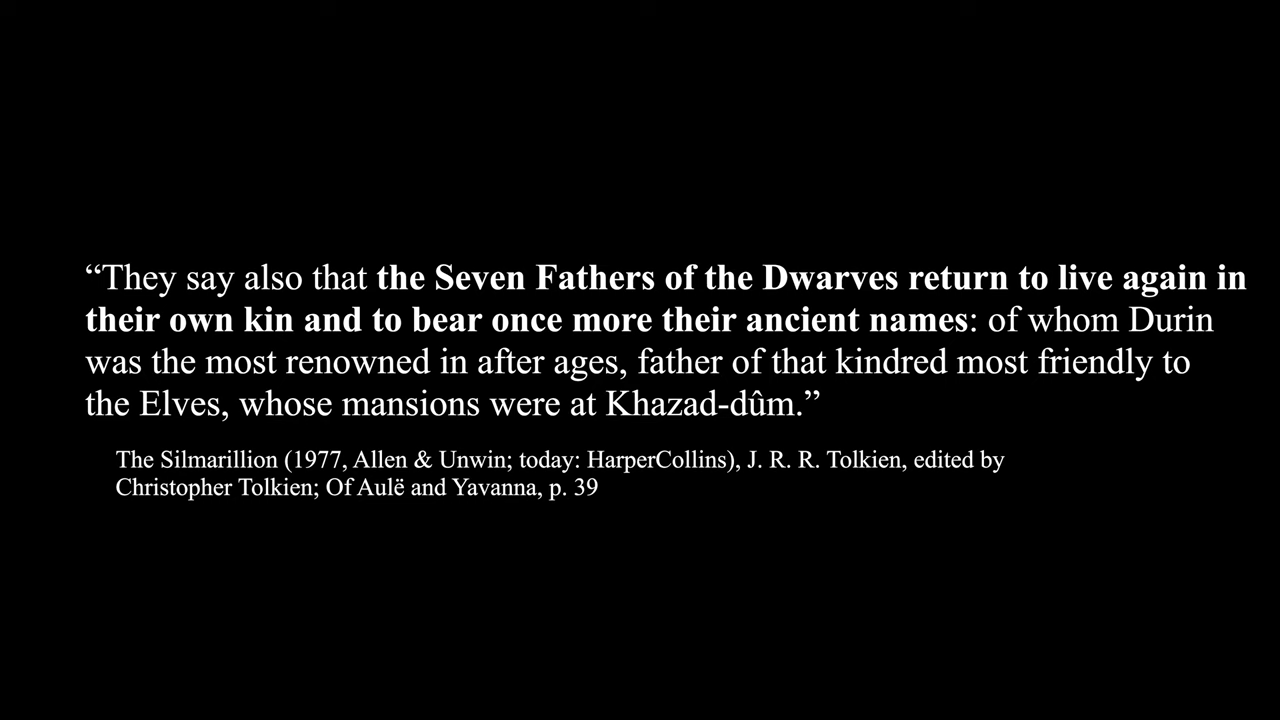 “They say also that the Seven Fathers of the Dwarves return to live again in
their own kin and to bear once more their ancient names: of whom Durin
was the most renowned in after ages, father of that kindred most friendly to
the Elves, whose mansions were at Khazad-dûm.”
The Silmarillion (1977, Allen & Unwin; today: HarperCollins), J. R. R. Tolkien, edited by
Christopher Tolkien; Of Aulë and Yavanna, p. 39